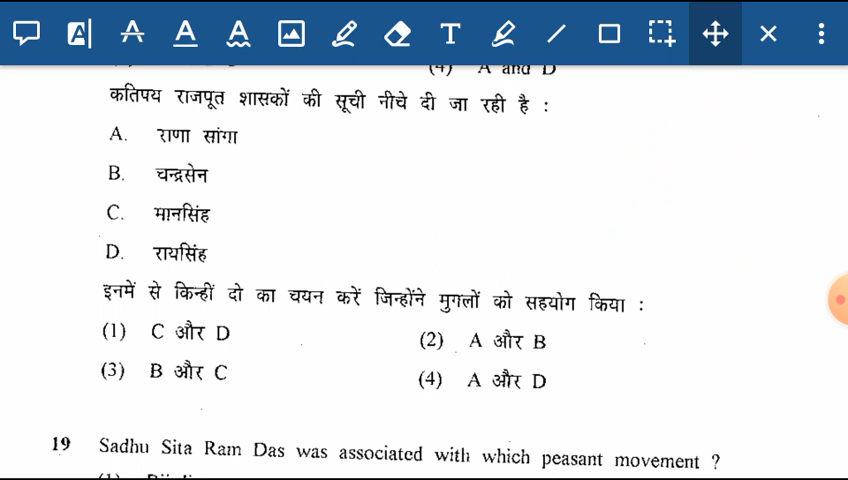 (4) A and D
कतिपय राजपूत शासकों की सूची नीचे दी जा रही है :
A. राणा सांगा
B. चन्द्रसेन
C. मानसिंह
D. रायसिंह
इनमें से किन्हीं दो का चयन करें जिन्होंने मुगलों को सहयोग किया :
(1) C और D
(2) A और B
(3) B और C
(4) A और D
19 Sadhu Sita Ram Das was associated with which peasant movement ?